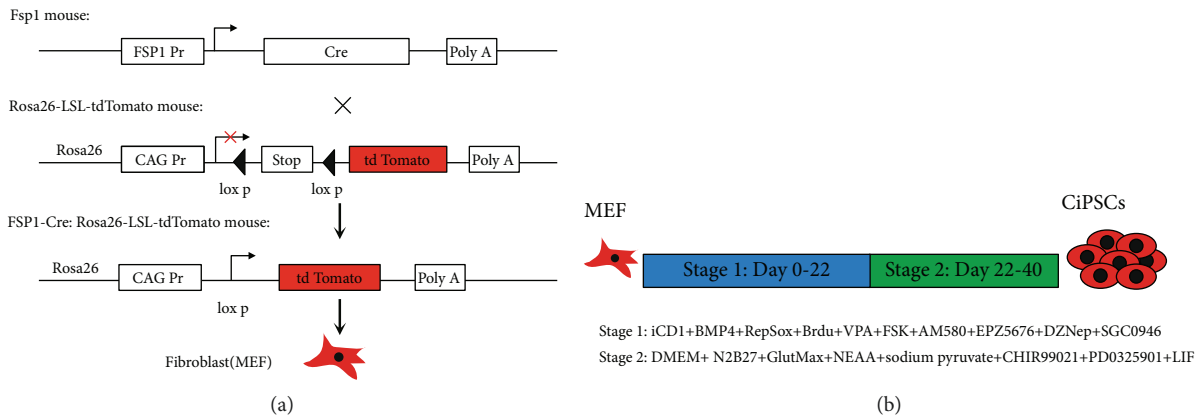 Fsp1 mouse:
FSP1 Pr Cre Poly A
Rosa26-LSL-tdTomato mouse:
Rosa26 CAG Pr Stop td Tomato Poly A
lox p lox p
FSP1-Cre: Rosa26-LSL-tdTomato mouse:
Rosa26 CAG Pr td Tomato Poly A
lox p
Fibroblast(MEF)
(a)
MEF CiPSCs
Stage 1: Day 0-22 Stage 2: Day 22-40
Stage 1: iCD1+BMP4+RepSox+Brdu+VPA+FSK+AM580+EPZ5676+DZNep+SGC0946
Stage 2: DMEM+ N2B27+GlutMax+NEAA+sodium pyruvate+CHIR99021+PD0325901+LIF
(b)